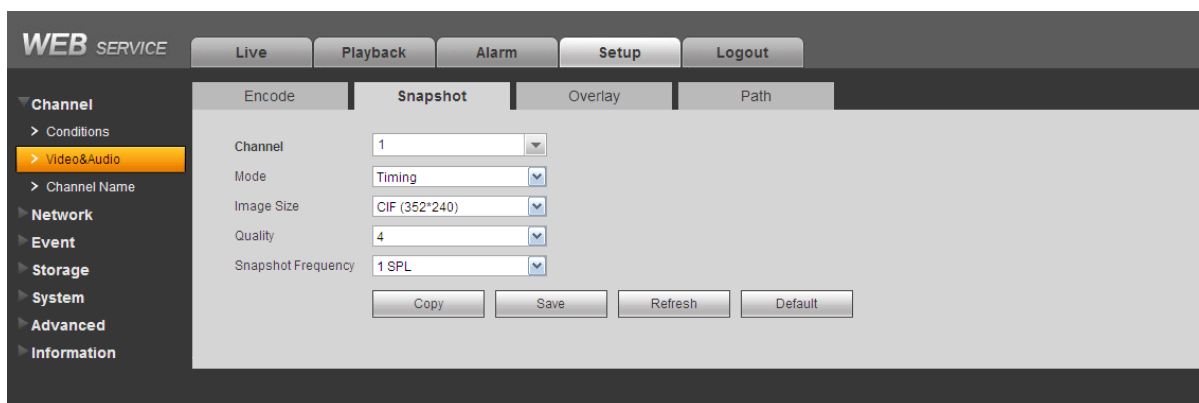 WEB SERVICE
Live Playback Alarm Setup Logout
Channel
> Conditions
> Video&Audio
> Channel Name
Network
Event
Storage
System
Advanced
Information
Encode Snapshot Overlay Path
Channel 1
Mode Timing
Image Size CIF (352*240)
Quality 4
Snapshot Frequency 1 SPL
Copy Save Refresh Default